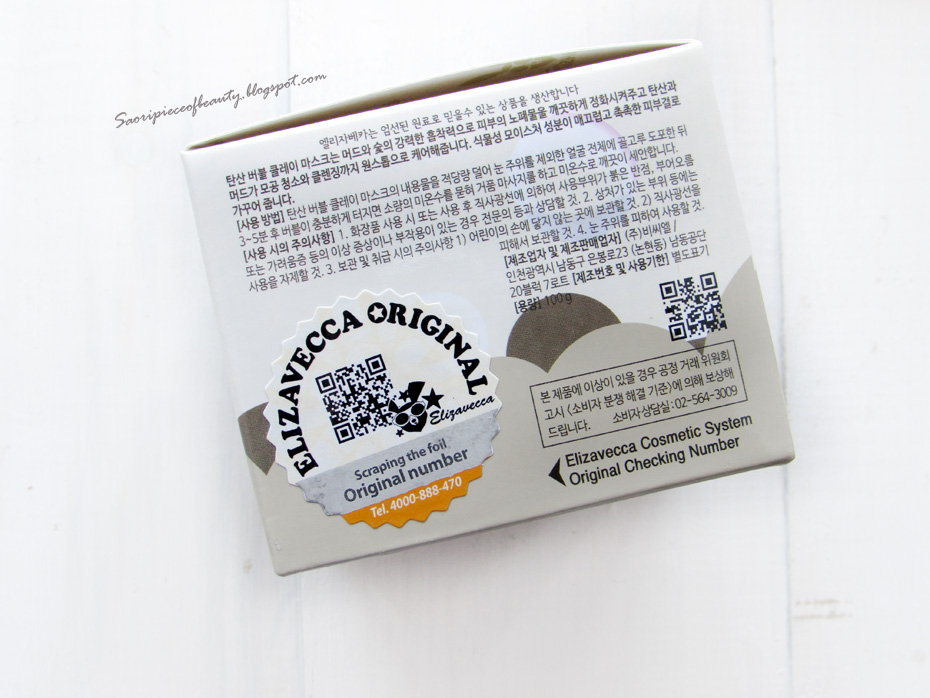 Saoripieceofbeauty.blogspot.com
엘리자베카는 엄선된 원료로 믿을수 있는 상품을 생산합니다
탄산 버블 클레이 마스크는 머드와 숯의 강력한 흡착력으로 피부의 노폐물을 깨끗하게 정화시켜주고 탄산과
머드가 모공 청소와 클렌징까지 원스톱으로 케어해줍니다. 식물성 모이스처 성분이 매끄럽고 촉촉한 피부결로
가꾸어 줍니다.
[사용 방법] 탄산 버블 클레이 마스크의 내용물을 적당량 덜어 눈 주위를 제외한 얼굴 전체에 골고루 도포한 뒤
3~5분 후 버블이 충분하게 터지면 소량의 미온수를 묻혀 거품 마사지를 하고 미온수로 깨끗이 세안합니다.
[사용 시의 주의사항] 1. 화장품 사용 시 또는 사용 후 직사광선에 의하여 사용부위가 붉은 반점, 부어오름
또는 가려움증 등의 이상 증상이나 부작용이 있는 경우 전문의 등과 상담할 것. 2. 상처가 있는 부위 등에는
사용을 자제할 것. 3. 보관 및 취급 시의 주의사항 1) 어린이의 손에 닿지 않는 곳에 보관할 것. 2) 직사광선을
피해서 보관할 것. 4. 눈 주위를 피하여 사용할 것.
[제조업자 및 제조판매업자] (주)비씨엘 /
인천광역시 남동구 은봉로23 (논현동) 남동공단
20블럭 7로트 [제조번호 및 사용기한] 별도표기
[용량] 100g
ELIZAVECCA ORIGINAL
Elizavecca
Scraping the foil
Original number
Tel. 4000-888-470
본 제품에 이상이 있을 경우 공정 거래 위원회
고시 <소비자 분쟁 해결 기준>에 의해 보상해
드립니다. 소비자상담실 : 02-564-3009
Elizavecca Cosmetic System
Original Checking Number